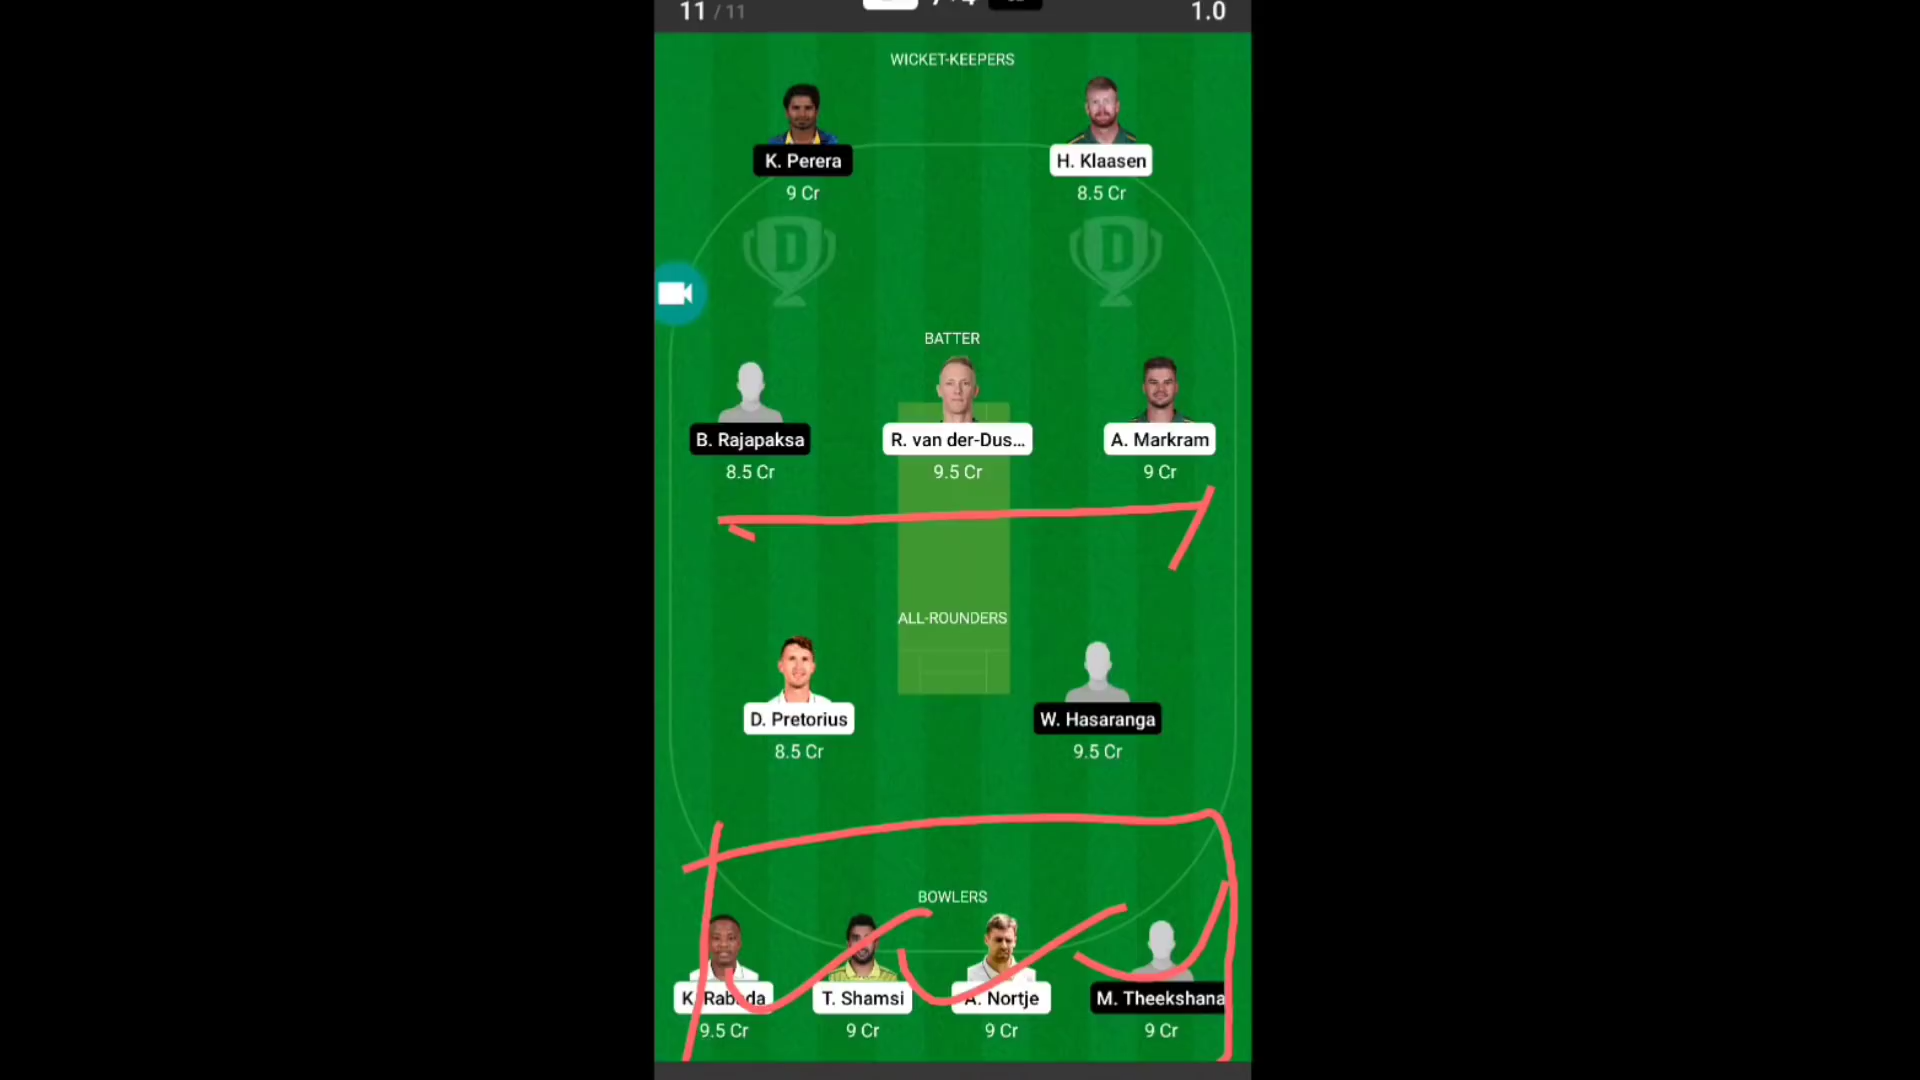 11 / 11
1.0
WICKET-KEEPERS
K. Perera
H. Klaasen
9 Cr
8.5 Cr
D
D
BATTER
B. Rajapaksa
R. van der-Dus...
A. Markram
8.5 Cr
9.5 Cr
9 Cr
ALL-ROUNDERS
D. Pretorius
W. Hasaranga
8.5 Cr
9.5 Cr
BOWLERS
K. Rabada
T. Shamsi
A. Nortje
M. Theekshana
9.5 Cr
9 Cr
9 Cr
9 Cr